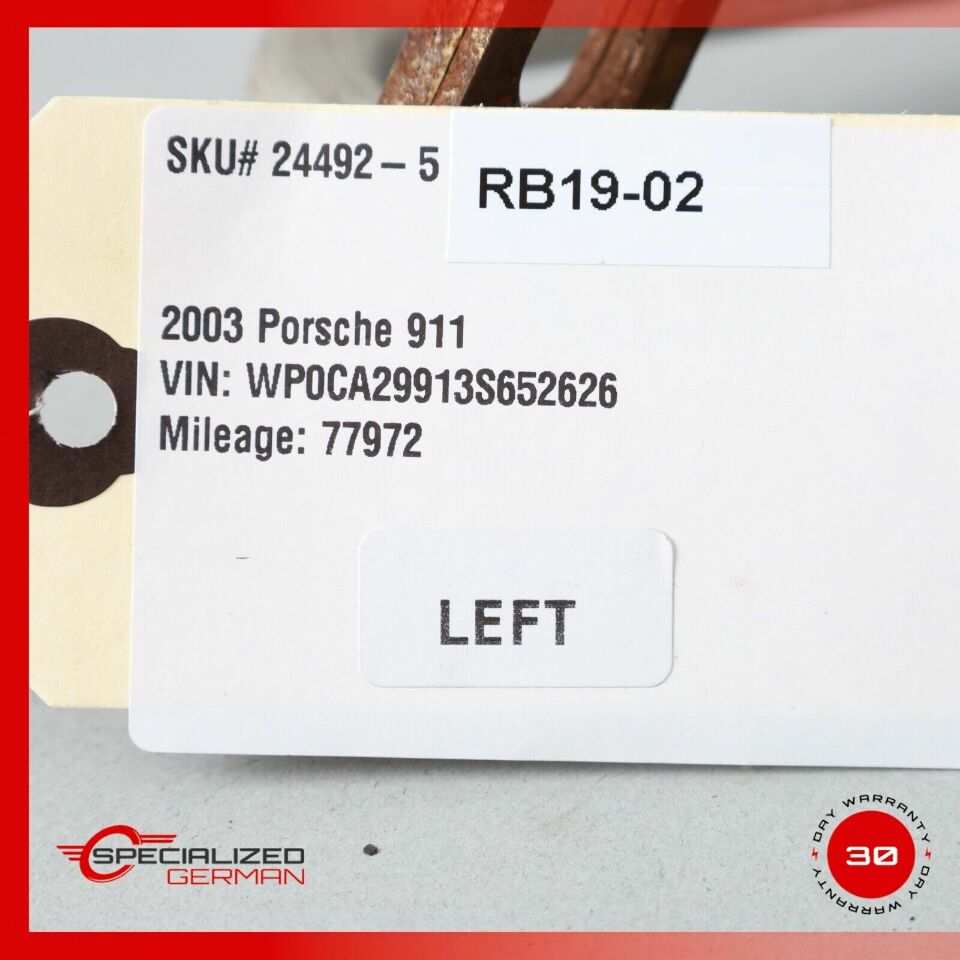 SKU# 24492 – 5
RB19-02
2003 Porsche 911
VIN: WP0CA29913S652626
Mileage: 77972
LEFT
SPECIALIZED
GERMAN
DAY WARRANTY
30
DAY WARRANTY